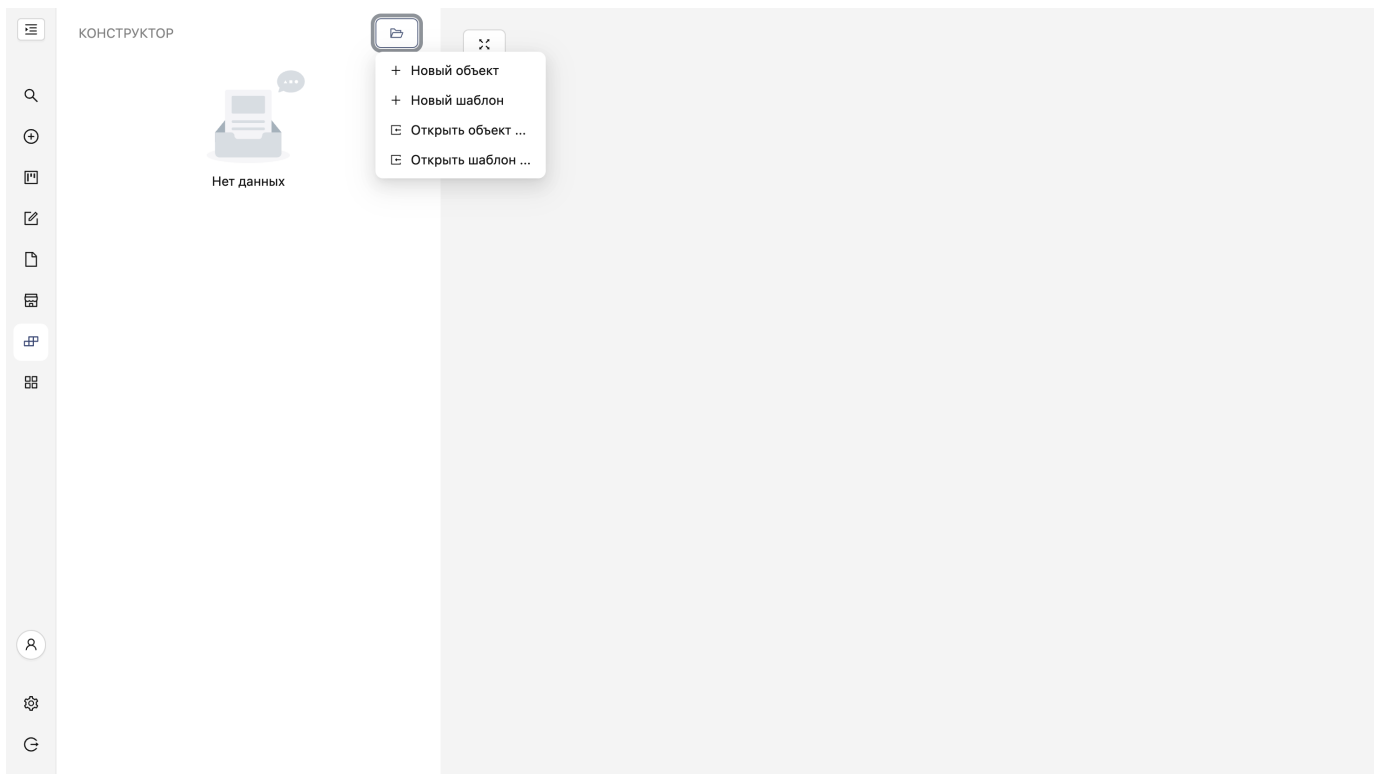 КОНСТРУКТОР
Новый объект
Новый шаблон
Открыть объект ...
Открыть шаблон ...
Нет данных